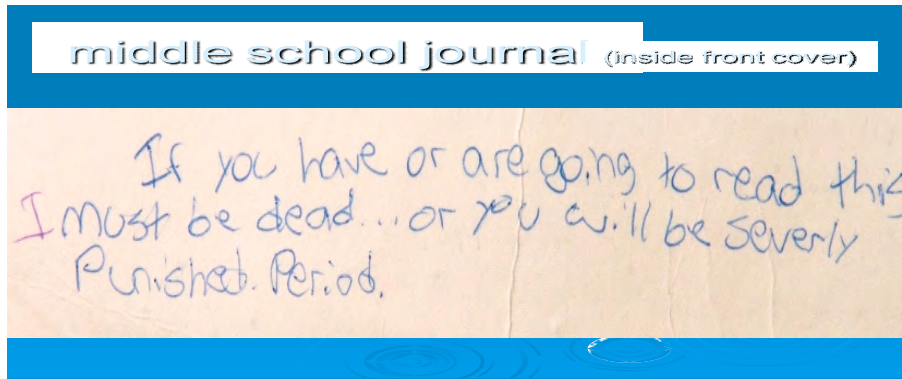 middle school journal (inside front cover)
If you have or are going to read this
I must be dead... or you will be severly
Punished. Period.